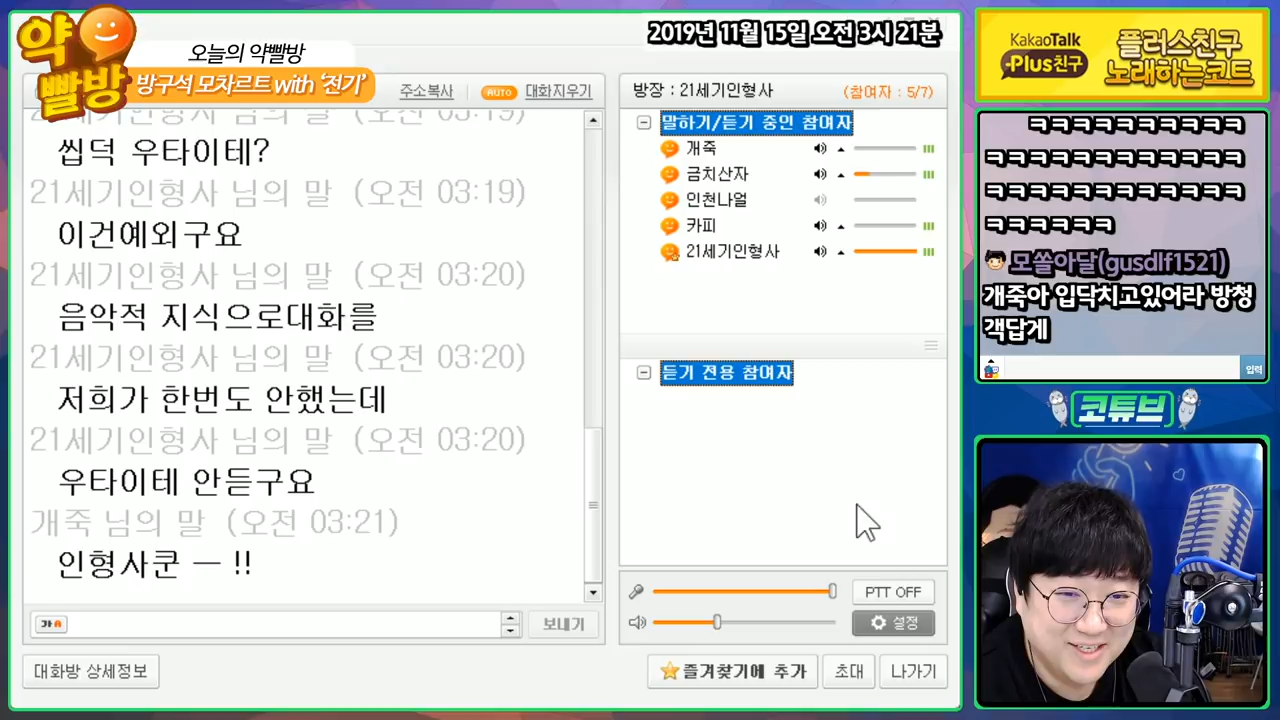 약빨방
오늘의 약빨방
방구석 모차르트 with '전기'
2019년 11월 15일 오전 3시 21분
주소복사
AUTO 대화지우기
씹덕 우타이테?
21세기인형사 님의 말 (오전 03:19)
이건예외구요
21세기인형사 님의 말 (오전 03:20)
음악적 지식으로대화를
21세기인형사 님의 말 (오전 03:20)
저희가 한번도 안했는데
21세기인형사 님의 말 (오전 03:20)
우타이테 안듣구요
개죽 님의 말 (오전 03:21)
인형사쿤 ㅡ !!
가
보내기
대화방 상세정보
방장 : 21세기인형사
(참여자 : 5/7)
말하기/듣기 중인 참여자
개죽
금치산자
인천나얼
카피
21세기인형사
듣기 전용 참여자
PTT OFF
설정
즐겨찾기에 추가
초대
나가기
KakaoTalk
Plus친구
플러스친구
노래하는코트
ㅋㅋㅋㅋㅋㅋㅋㅋㅋㅋ
ㅋㅋㅋㅋㅋㅋㅋㅋㅋㅋㅋㅋ
ㅋㅋㅋㅋㅋㅋㅋㅋㅋㅋㅋㅋ
ㅋㅋㅋㅋㅋㅋ
모쏠아달(gusdlf1521)
개죽아 입닥치고있어라 방청
객답게
입력
코튜브